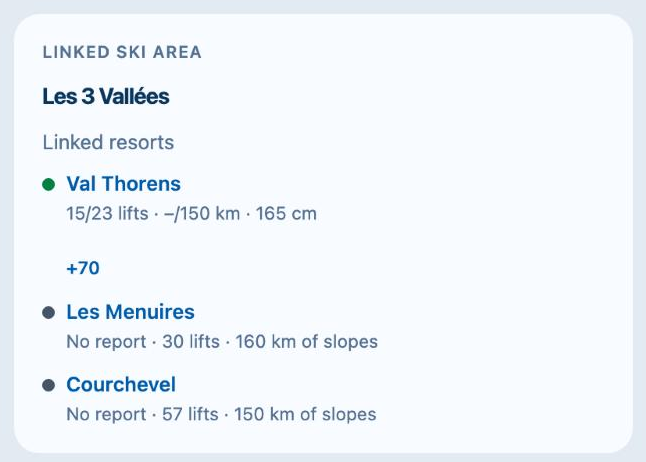 LINKED SKI AREA
Les 3 Vallées
Linked resorts
Val Thorens
15/23 lifts · –/150 km · 165 cm
+70
Les Menuires
No report · 30 lifts · 160 km of slopes
Courchevel
No report · 57 lifts · 150 km of slopes